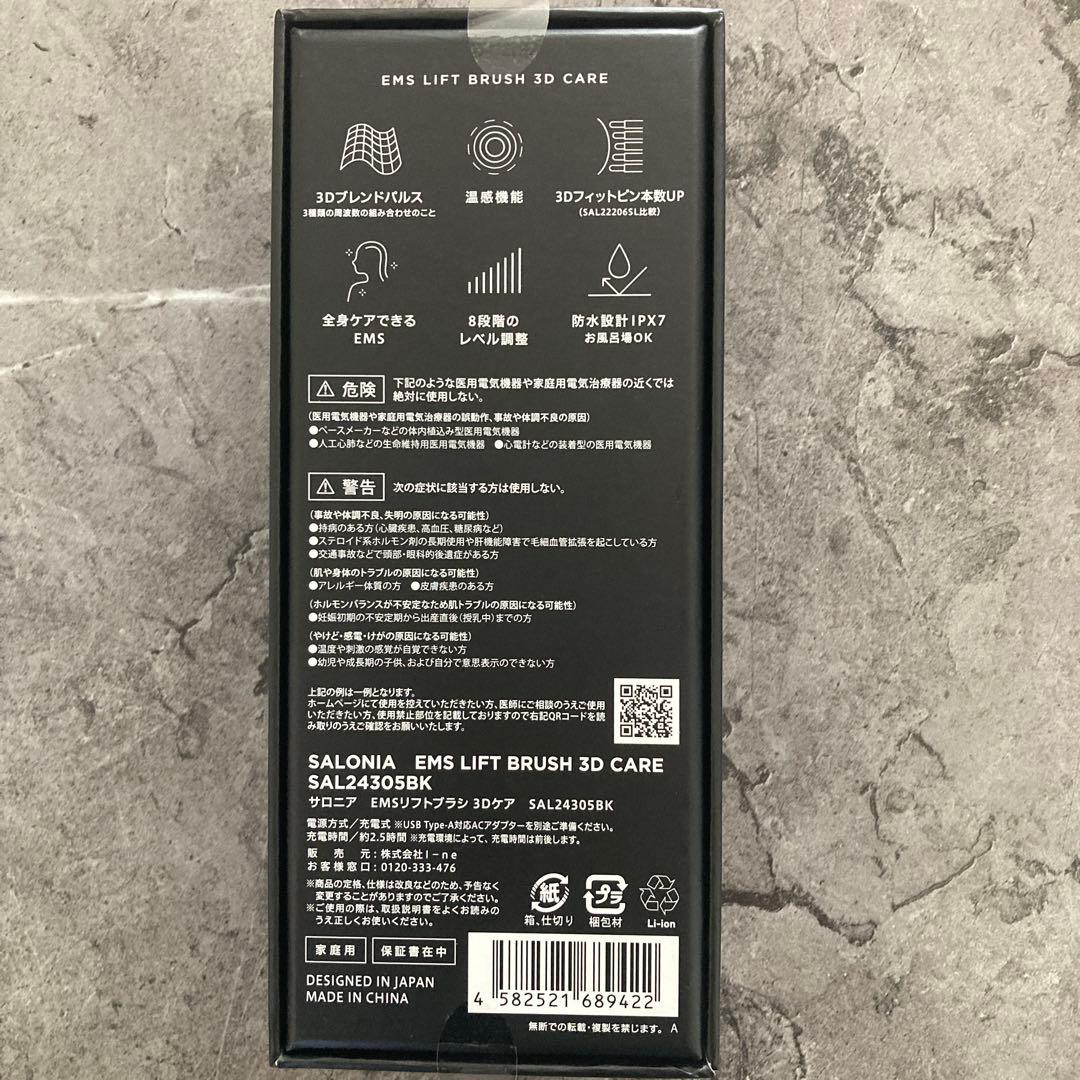 EMS LIFT BRUSH 3D CARE
3Dブレンドパルス
3種類の周波数の組み合わせのこと
温感機能
3Dフィットピン本数UP
(SAL22206SL比較)
全身ケアできる
EMS
8段階の
レベル調整
防水設計IPX7
お風呂場OK
危険
下記のような医用電気機器や家庭用電気治療器の近くでは
絶対に使用しない。
(医用電気機器や家庭用電気治療器の誤動作、事故や体調不良の原因)
●ペースメーカーなどの体内植込み型医用電気機器
●人工心肺などの生命維持用医用電気機器 ●心電計などの装着型の医用電気機器
警告
次の症状に該当する方は使用しない。
(事故や体調不良、失明の原因になる可能性)
●持病のある方(心臓疾患、高血圧、糖尿病など)
●ステロイド系ホルモン剤の長期使用や肝機能障害で毛細血管拡張を起こしている方
●交通事故などで頭部・眼科的後遺症がある方
(肌や身体のトラブルの原因になる可能性)
●アレルギー体質の方 ●皮膚疾患のある方
(ホルモンバランスが不安定なため肌トラブルの原因になる可能性)
●妊娠初期の不安定期から出産直後(授乳中)までの方
(やけど・感電・けがの原因になる可能性)
●温度や刺激の感覚が自覚できない方
●幼児や成長期の子供、および自分で意思表示のできない方
上記の例は一例となります。
ホームページにて使用を控えていただきたい方、医師にご相談のうえご使用
いただきたい方、使用禁止部位を記載しておりますので右記QRコードを読
み取りのうえご確認をお願いいたします。
SALONIA EMS LIFT BRUSH 3D CARE
SAL24305BK
サロニア EMSリフトブラシ 3Dケア SAL24305BK
電源方式/充電式 ※USB Type-A対応ACアダプターを別途ご準備ください。
充電時間/約2.5時間 ※充電環境によって、充電時間は前後します。
販売元:株式会社I-ne
お客様窓口:0120-333-476
※商品の定格、仕様は改良などのため、予告なく
変更することがありますのでご了承ください。
※ご使用の際は、取扱説明書をよくお読みの
うえ正しくお使いください。
紙
箱、仕切り
プラ
梱包材
Li-ion
家庭用
保証書在中
DESIGNED IN JAPAN
MADE IN CHINA
4 582521 689422
無断での転載・複製を禁じます。 A